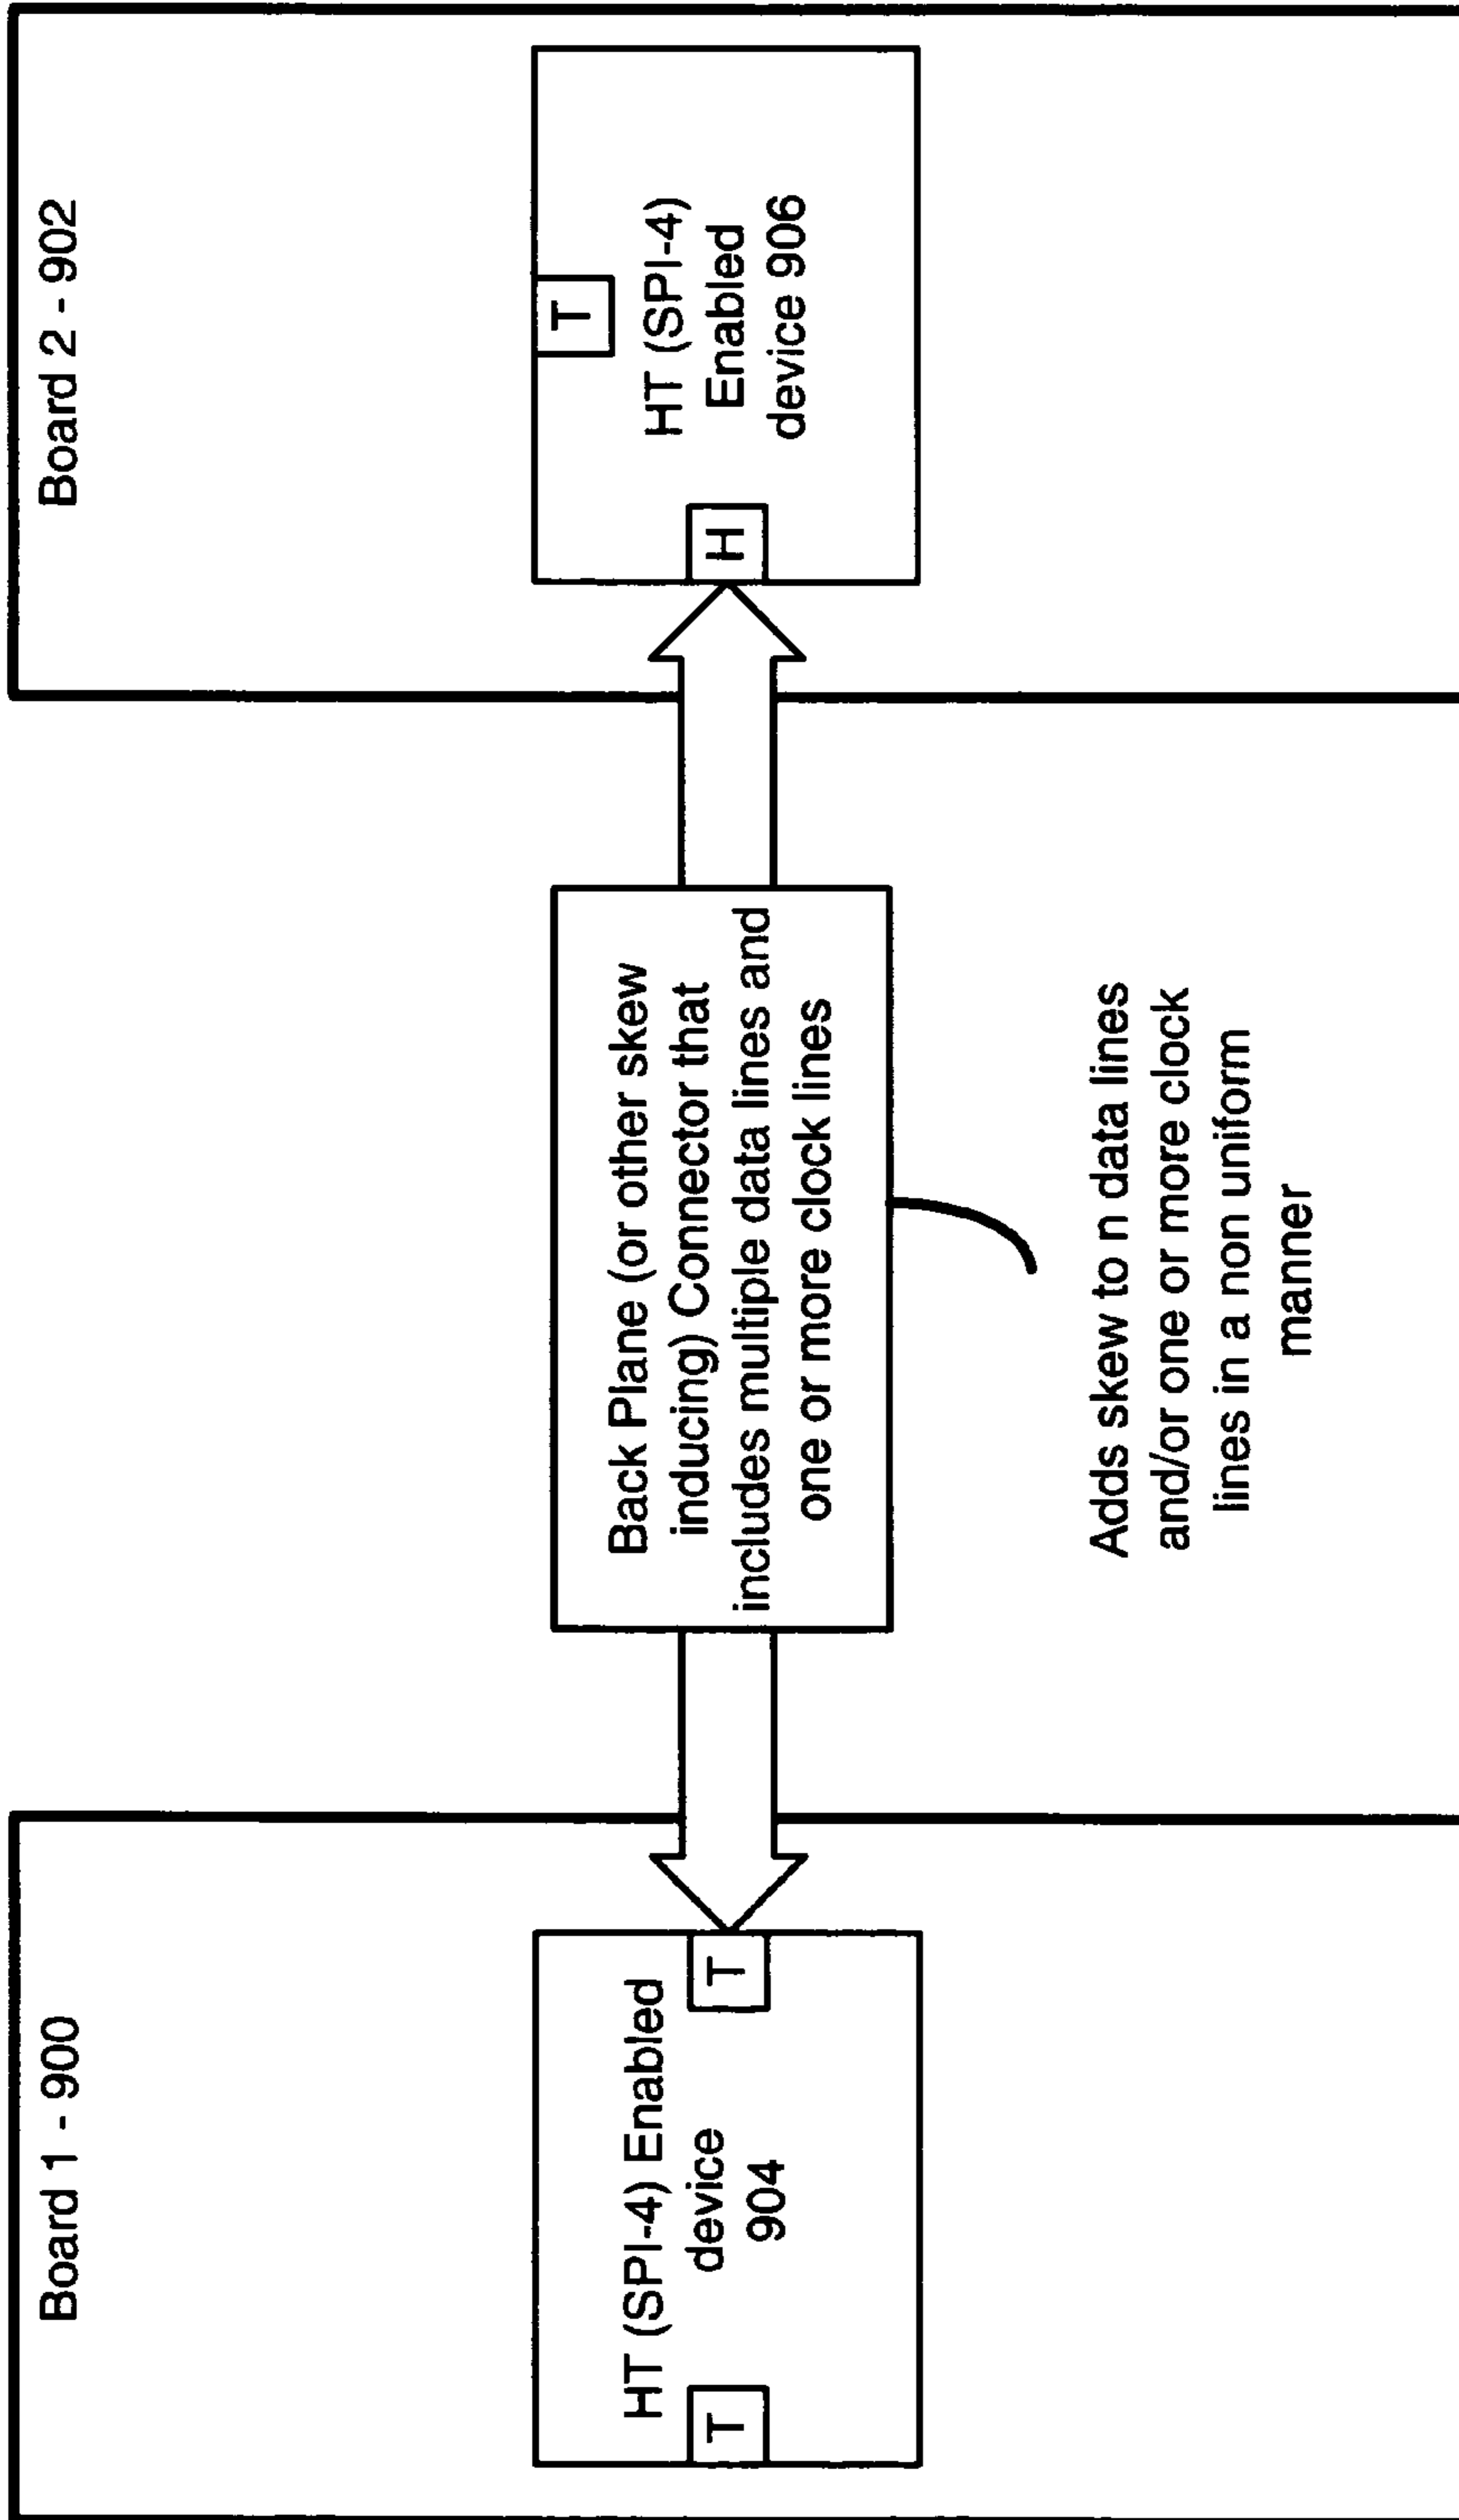 Board 1 - 900
HT (SPI-4) Enabled
device
904
T
T
Back Plane (or other skew
inducing) Connector that
includes multiple data lines and
one or more clock lines
Adds skew to n data lines
and/or one or more clock
lines in a non uniform
manner
Board 2 - 902
T
H
HT (SPI-4)
Enabled
device 906